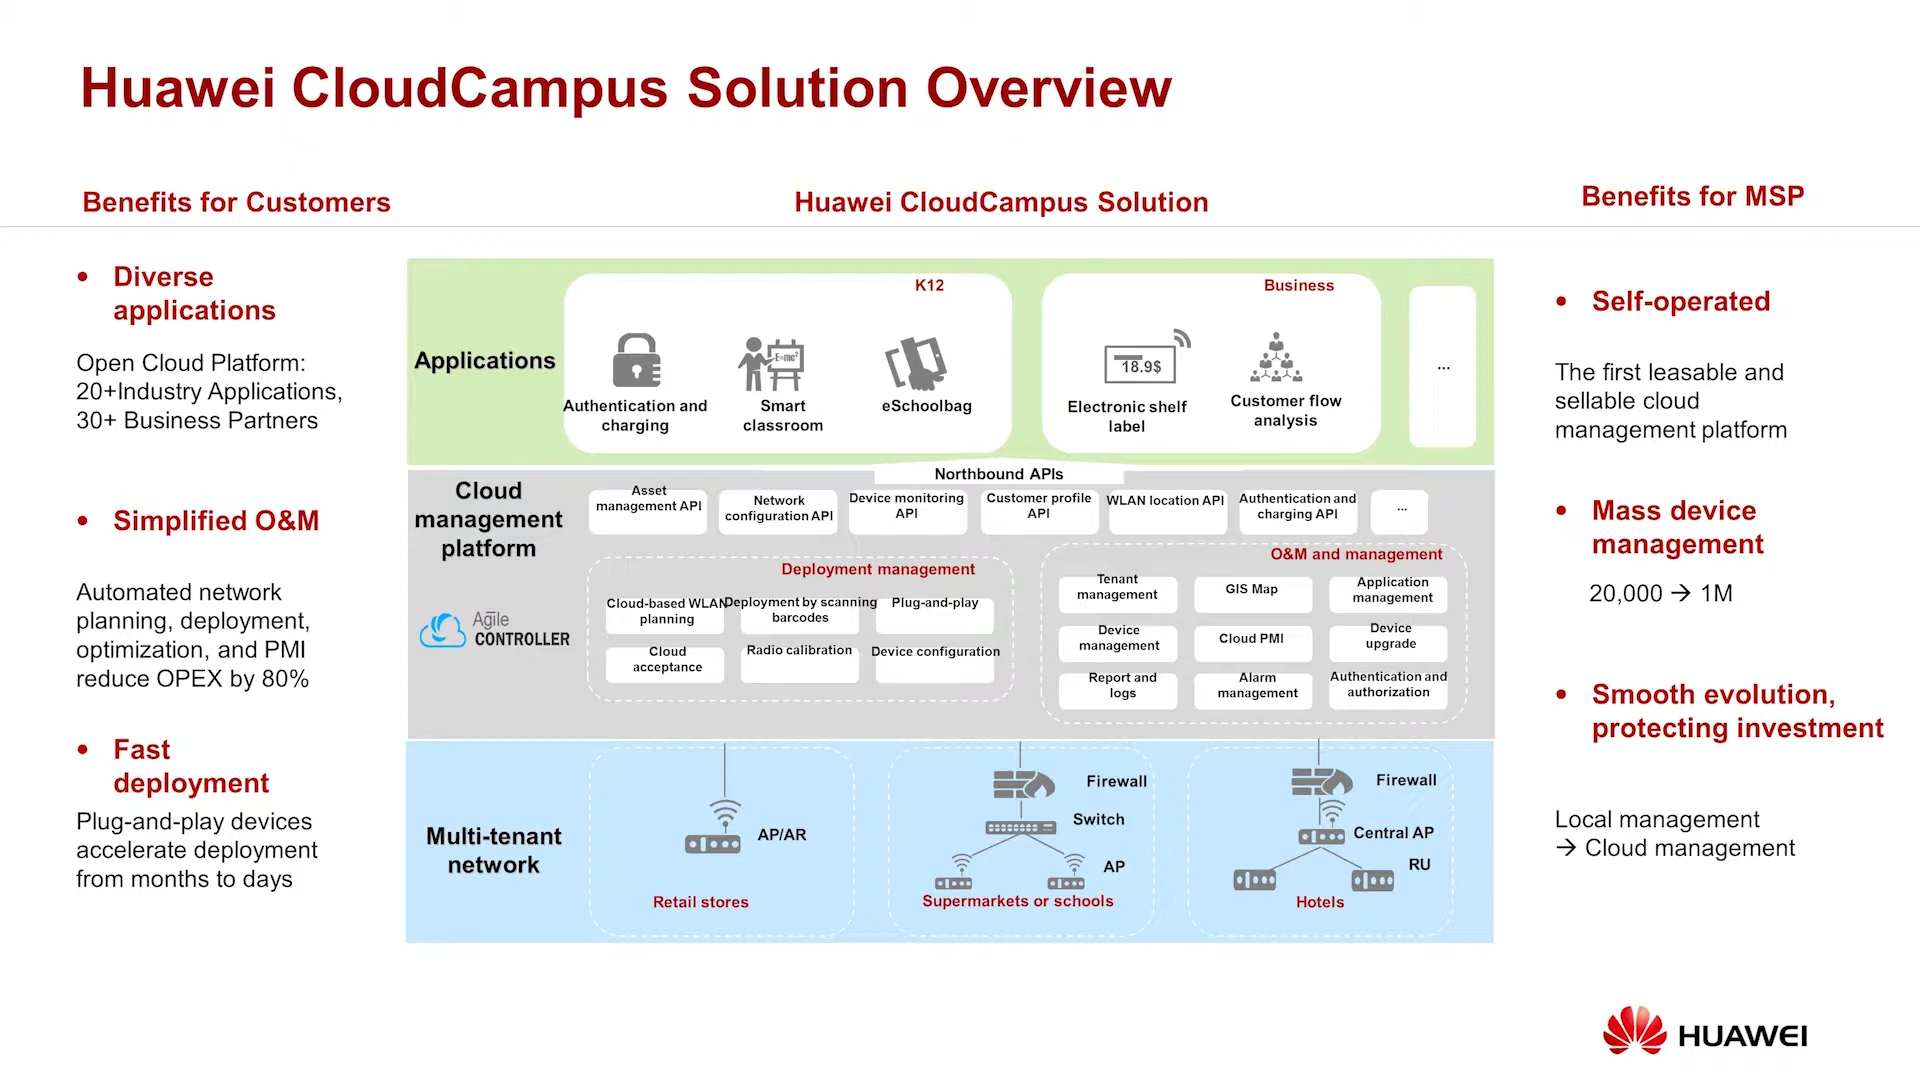 Huawei CloudCampus Solution Overview
Benefits for Customers
Huawei CloudCampus Solution
Benefits for MSP
• Diverse
applications
Open Cloud Platform:
20+Industry Applications,
30+ Business Partners
• Simplified O&M
Automated network
planning, deployment,
optimization, and PMI
reduce OPEX by 80%
• Fast
deployment
Plug-and-play devices
accelerate deployment
from months to days
Applications
K12
E=mc²
Authentication and
charging
Smart
classroom
eSchoolbag
Business
18.9$
Electronic shelf
label
Customer flow
analysis
...
Cloud
management
platform
Agile
CONTROLLER
Northbound APIs
Asset
management API
Network
configuration API
Device monitoring
API
Customer profile
API
WLAN location API
Authentication and
charging API
...
Deployment management
Cloud-based WLAN
planning
Deployment by scanning
barcodes
Plug-and-play
Cloud
acceptance
Radio calibration
Device configuration
O&M and management
Tenant
management
GIS Map
Application
management
Device
management
Cloud PMI
Device
upgrade
Report and
logs
Alarm
management
Authentication and
authorization
Multi-tenant
network
AP/AR
Retail stores
Firewall
Switch
AP
Supermarkets or schools
Firewall
Central AP
RU
Hotels
• Self-operated
The first leasable and
sellable cloud
management platform
• Mass device
management
20,000 → 1M
• Smooth evolution,
protecting investment
Local management
→ Cloud management
HUAWEI